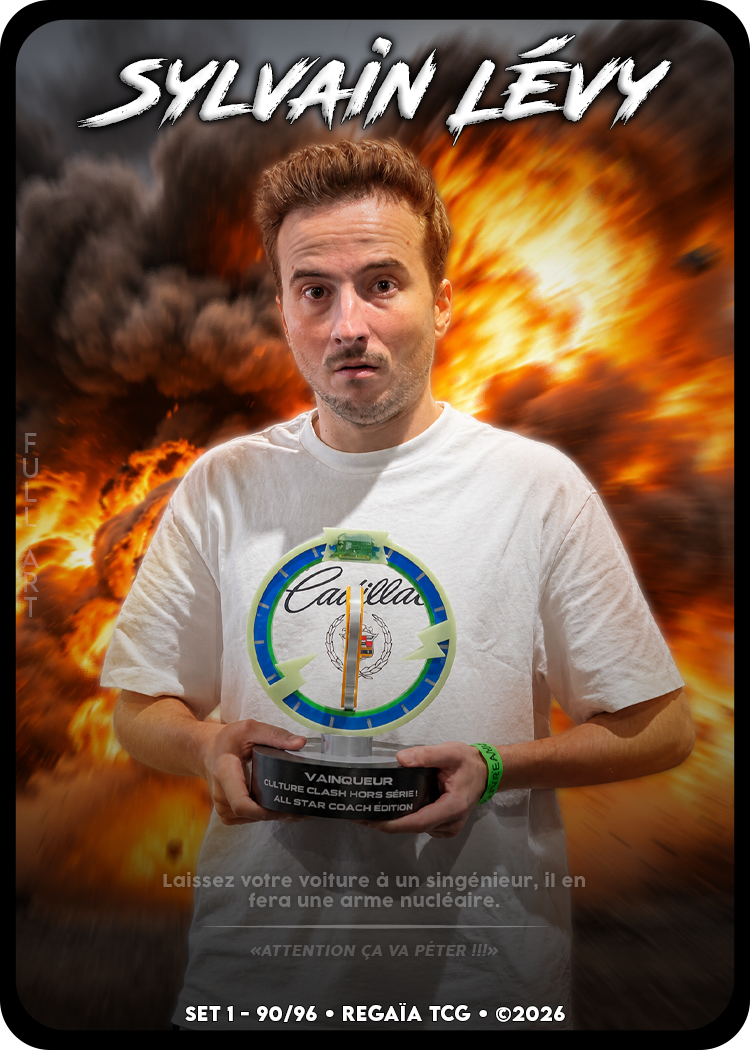 SYLVAIN LÉVY
FULL ART
Cadillac
VAINQUEUR
CULTURE CLASH HORS SÉRIE !
ALL STAR COACH EDITION
Laissez votre voiture à un singénieur, il en
fera une arme nucléaire.
«ATTENTION ÇA VA PÉTER !!!»
SET 1 - 90/96 • REGAÏA TCG • ©2026